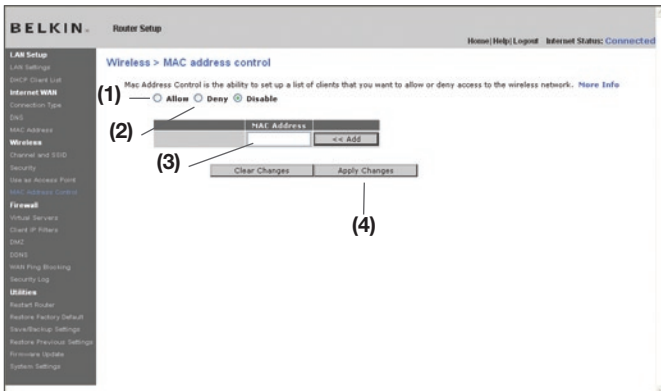 BELKIN.
Router Setup
Home|Help|Logout Internet Status: Connected
LAN Setup
LAN Settings
DHCP Client List
Internet WAN
Connection Type
DNS
MAC Address
Wireless
Channel and SSID
Security
Use as Access Point
MAC Address Control
Firewall
Virtual Servers
Client IP Filters
DMZ
DDNS
WAN Ping Blocking
Security Log
Utilities
Restart Router
Restore Factory Default
Save/Backup Settings
Restore Previous Settings
Firmware Update
System Settings
Wireless > MAC address control
Mac Address Control is the ability to set up a list of clients that you want to allow or deny access to the wireless network. More Info
(1) Allow Deny Disable
(2)
MAC Address
<< Add
(3)
Clear Changes Apply Changes
(4)